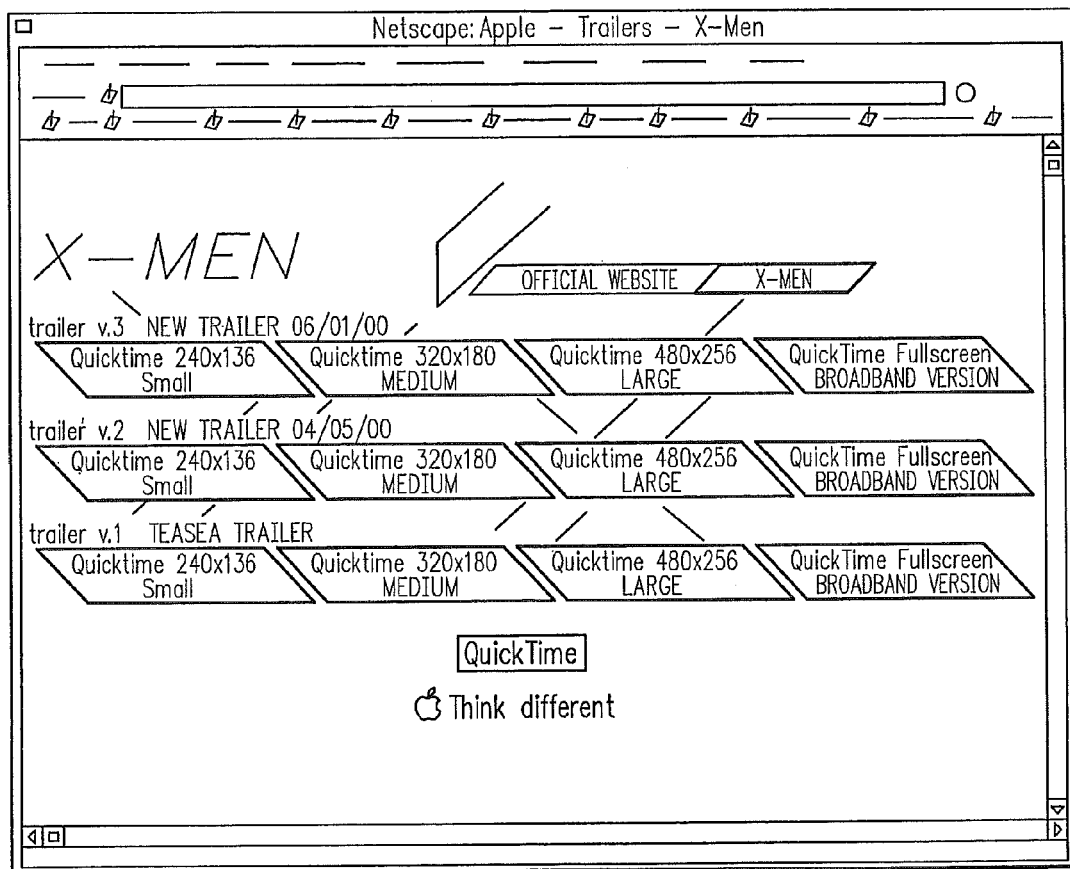 Netscape: Apple - Trailers - X-Men
X-MEN
OFFICIAL WEBSITE X-MEN
trailer v.3 NEW TRAILER 06/01/00
Quicktime 240x136 Quicktime 320x180 Quicktime 480x256 QuickTime Fullscreen
Small MEDIUM LARGE BROADBAND VERSION
trailer v.2 NEW TRAILER 04/05/00
Quicktime 240x136 Quicktime 320x180 Quicktime 480x256 QuickTime Fullscreen
Small MEDIUM LARGE BROADBAND VERSION
trailer v.1 TEASEA TRAILER
Quicktime 240x136 Quicktime 320x180 Quicktime 480x256 QuickTime Fullscreen
Small MEDIUM LARGE BROADBAND VERSION
QuickTime
Think different